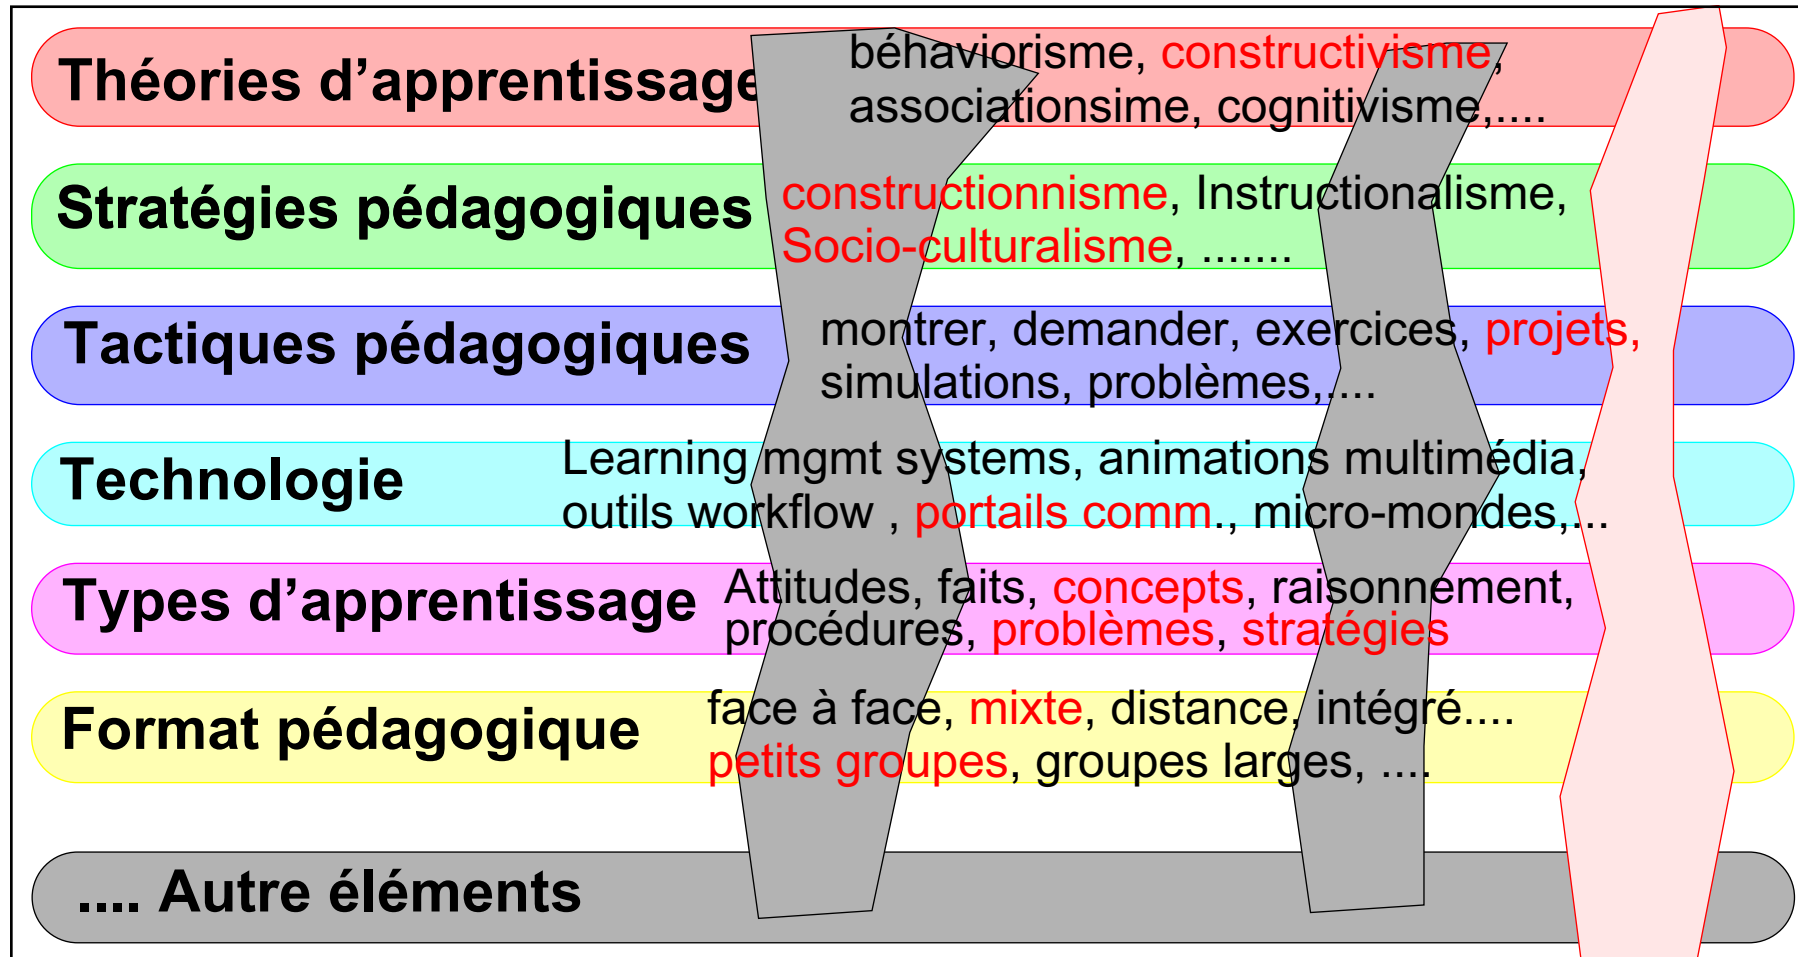 Théories d’apprentissage
béhaviorisme, constructivisme,
associationsime, cognitivisme,....
Stratégies pédagogiques
constructionnisme, Instructionalisme,
Socio-culturalisme, .......
Tactiques pédagogiques
montrer, demander, exercices, projets,
simulations, problèmes,....
Technologie
Learning mgmt systems, animations multimédia,
outils workflow , portails comm., micro-mondes,...
Types d’apprentissage
Attitudes, faits, concepts, raisonnement,
procédures, problèmes, stratégies
Format pédagogique
face à face, mixte, distance, intégré....
petits groupes, groupes larges, ....
.... Autre éléments